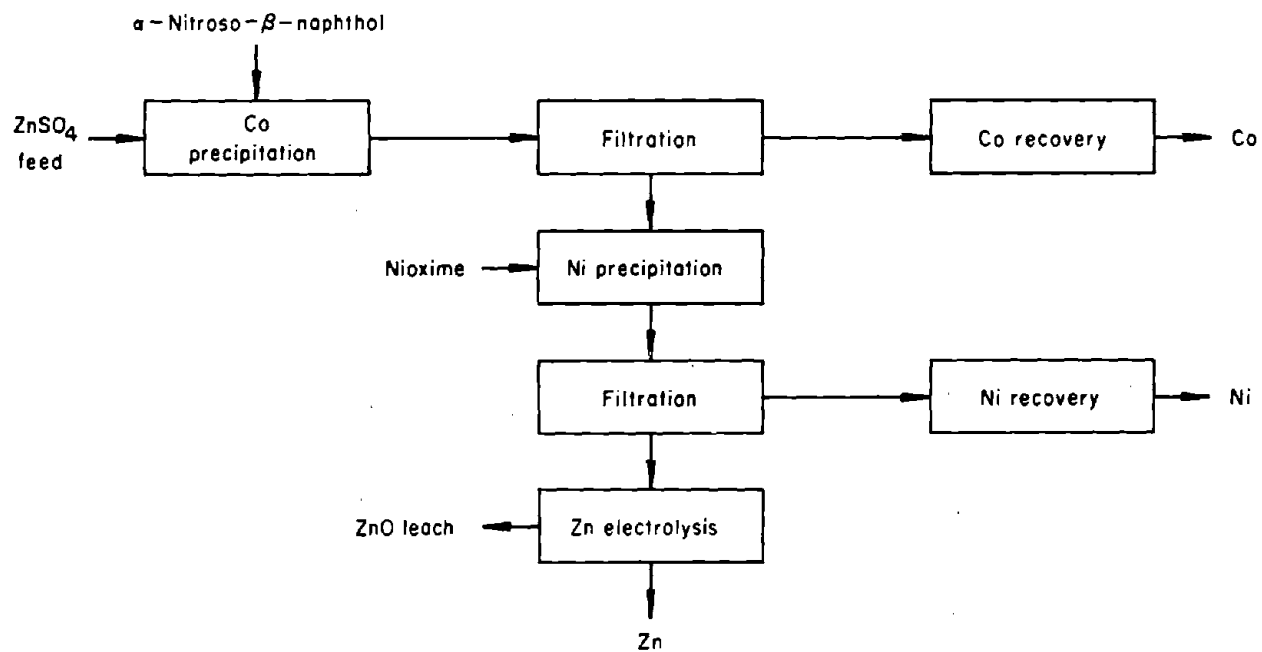 α-Nitroso-β-naphthol
ZnSO4
feed
Co
precipitation
Filtration
Co recovery
Co
Nioxime
Ni precipitation
Filtration
Ni recovery
Ni
ZnO leach
Zn electrolysis
Zn